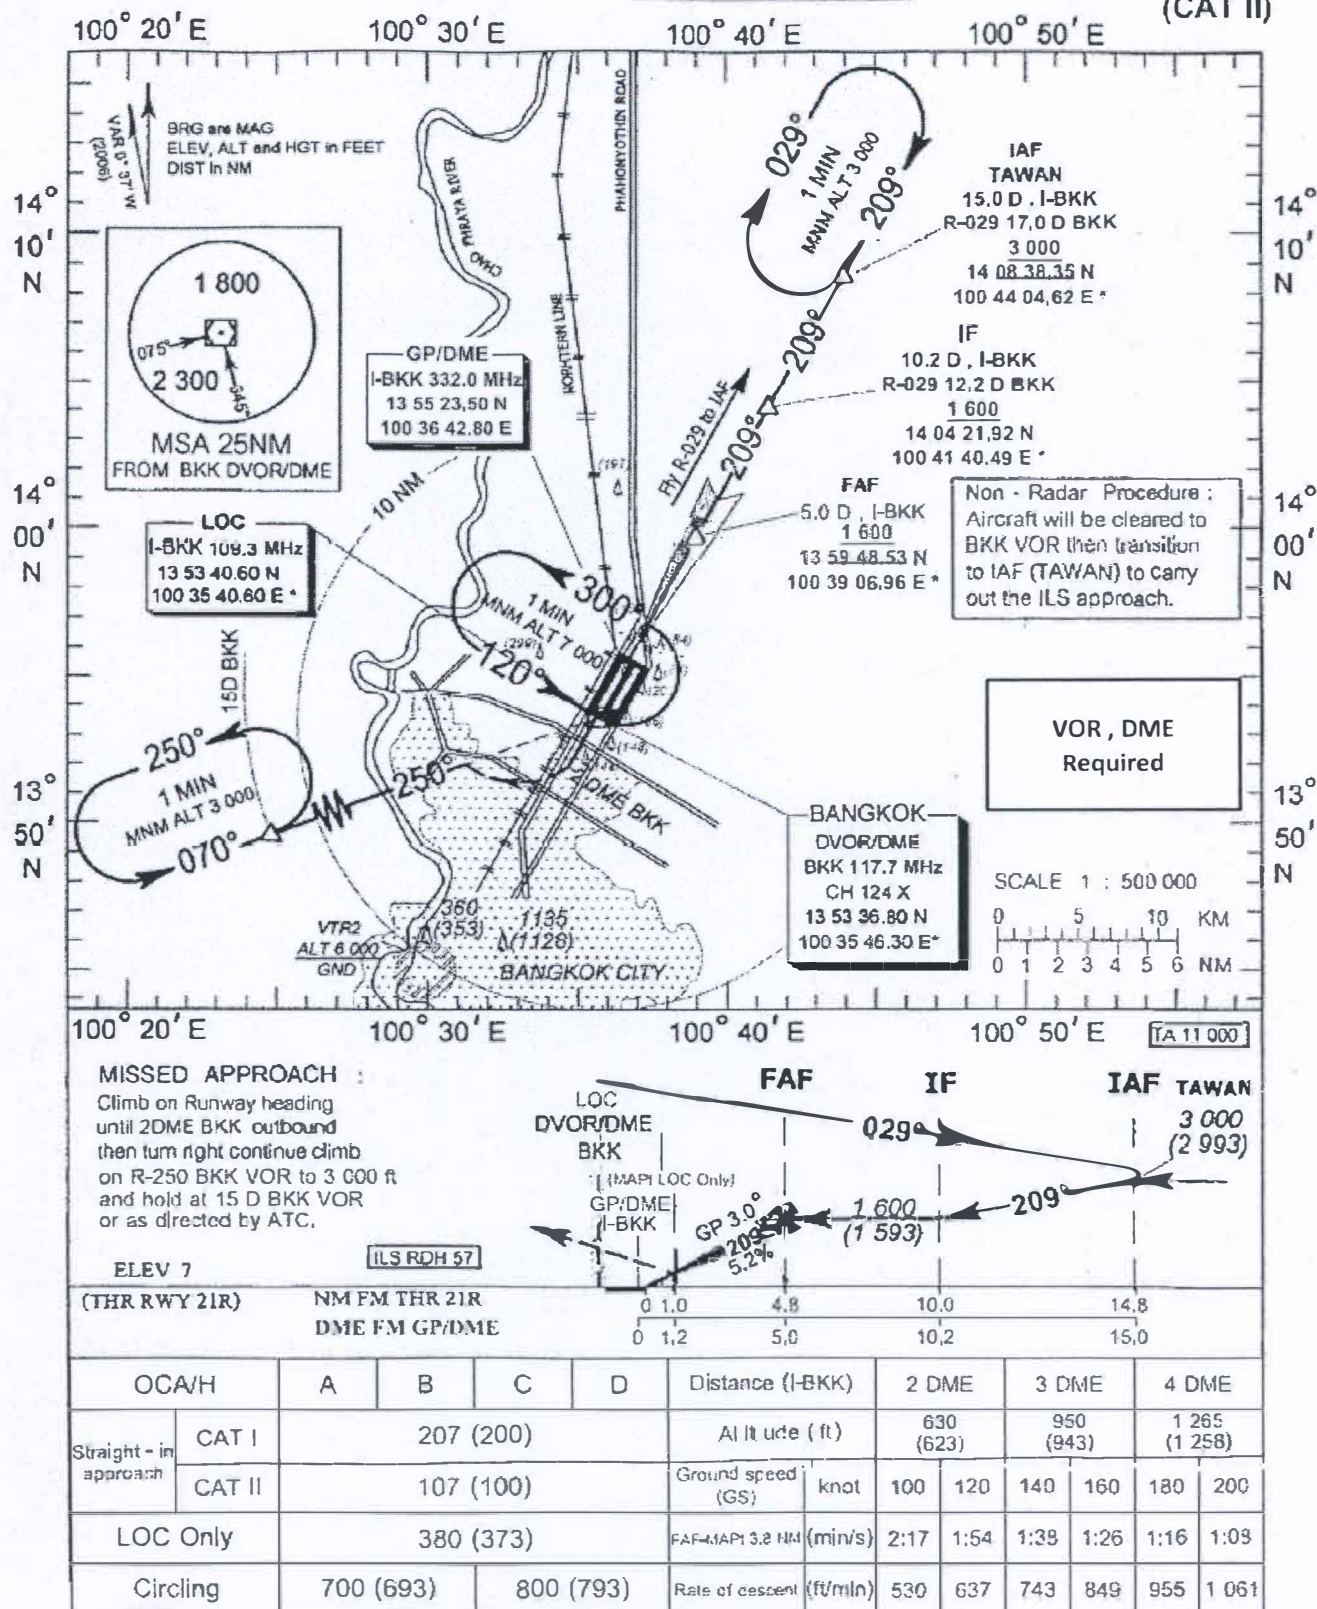 (CAT II)
100° 20' E
100° 30' E
100° 40' E
100° 50' E
14°
10'
N
14°
00'
N
13°
50'
N
14°
10'
N
14°
00'
N
13°
50'
N
VAR 0° 37' W
(2006)
BRG are MAG
ELEV, ALT and HGT in FEET
DIST in NM
1 800
075°
2 300
345°
MSA 25NM
FROM BKK DVOR/DME
CHAO PHRAYA RIVER
NORHTERN LINE
PHAHONYOTHIN ROAD
GP/DME
I-BKK 332.0 MHz
13 55 23,50 N
100 36 42.80 E
LOC
I-BKK 109.3 MHz
13 53 40.60 N
100 35 40.60 E *
029°
1 MIN
MNM ALT 3 000
209°
IAF
TAWAN
15.0 D . I-BKK
R-029 17,0 D BKK
3 000
14 08 38,35 N
100 44 04,62 E *
209°
IF
10.2 D , I-BKK
R-029 12,2 D BKK
1 600
14 04 21,92 N
100 41 40.49 E *
209°
Fly R-029 to IAF
FAF
5.0 D , I-BKK
1 600
13 59 48.53 N
100 39 06,96 E *
Non - Radar Procedure :
Aircraft will be cleared to
BKK VOR then transition
to IAF (TAWAN) to carry
out the ILS approach.
(197)
10 NM
300°
1 MIN
MNM ALT 7 000
120°
15D BKK
250°
1 MIN
MNM ALT 3 000
070°
250°
2 DME BKK
VOR , DME
Required
BANGKOK
DVOR/DME
BKK 117.7 MHz
CH 124 X
13 53 36.80 N
100 35 46.30 E*
SCALE 1 : 500 000
0 5 10 KM
0 1 2 3 4 5 6 NM
VTR2
ALT 6 000
GND
360
(353)
1135
(1128)
BANGKOK CITY
100° 20' E
100° 30' E
100° 40' E
100° 50' E
TA 11 000
MISSED APPROACH :
Climb on Runway heading
until 2DME BKK outbound
then turn right continue climb
on R-250 BKK VOR to 3 000 ft
and hold at 15 D BKK VOR
or as directed by ATC,
LOC
DVOR/DME
BKK
(MAPt LOC Only)
GP/DME
I-BKK
FAF
IF
IAF TAWAN
3 000
(2 993)
029°
209°
1 600
(1 593)
GP 3.0°
209°
5.2%
ILS RDH 57
ELEV 7
(THR RWY 21R)
NM FM THR 21R
0 1.0 4.8 10.0 14,8
DME FM GP/DME
0 1,2 5,0 10,2 15,0
OCA/H A B C D Distance (I-BKK) 2 DME 3 DME 4 DME
Straight - in approach CAT I 207 (200) Altitude (ft) 630 (623) 950 (943) 1 265 (1 258)
CAT II 107 (100) Ground speed (GS) knot 100 120 140 160 180 200
LOC Only 380 (373) FAF-MAPt 3.8 NM (min/s) 2:17 1:54 1:38 1:26 1:16 1:08
Circling 700 (693) 800 (793) Rate of descent (ft/min) 530 637 743 849 955 1 061